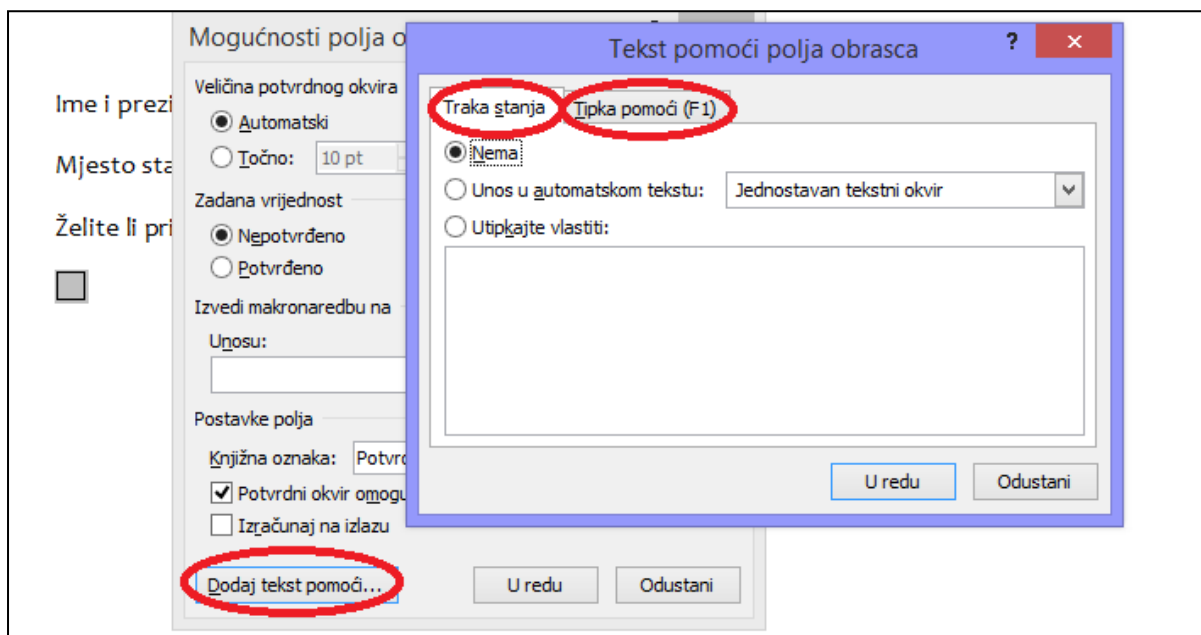 Mogućnosti polja o
Tekst pomoći polja obrasca ?
Ime i prezi
Mjesto sta
Želite li pri
Veličina potvrdnog okvira
Automatski
Točno: 10 pt
Zadana vrijednost
Nepotvrđeno
Potvrđeno
Izvedi makronaredbu na
Unosu:
Postavke polja
Knjižna oznaka: Potvrd
Potvrdni okvir omogu
Izračunaj na izlazu
Dodaj tekst pomoći... U redu Odustani
Traka stanja Tipka pomoći (F1)
Nema
Unos u automatskom tekstu: Jednostavan tekstni okvir
Utipkajte vlastiti:
U redu Odustani